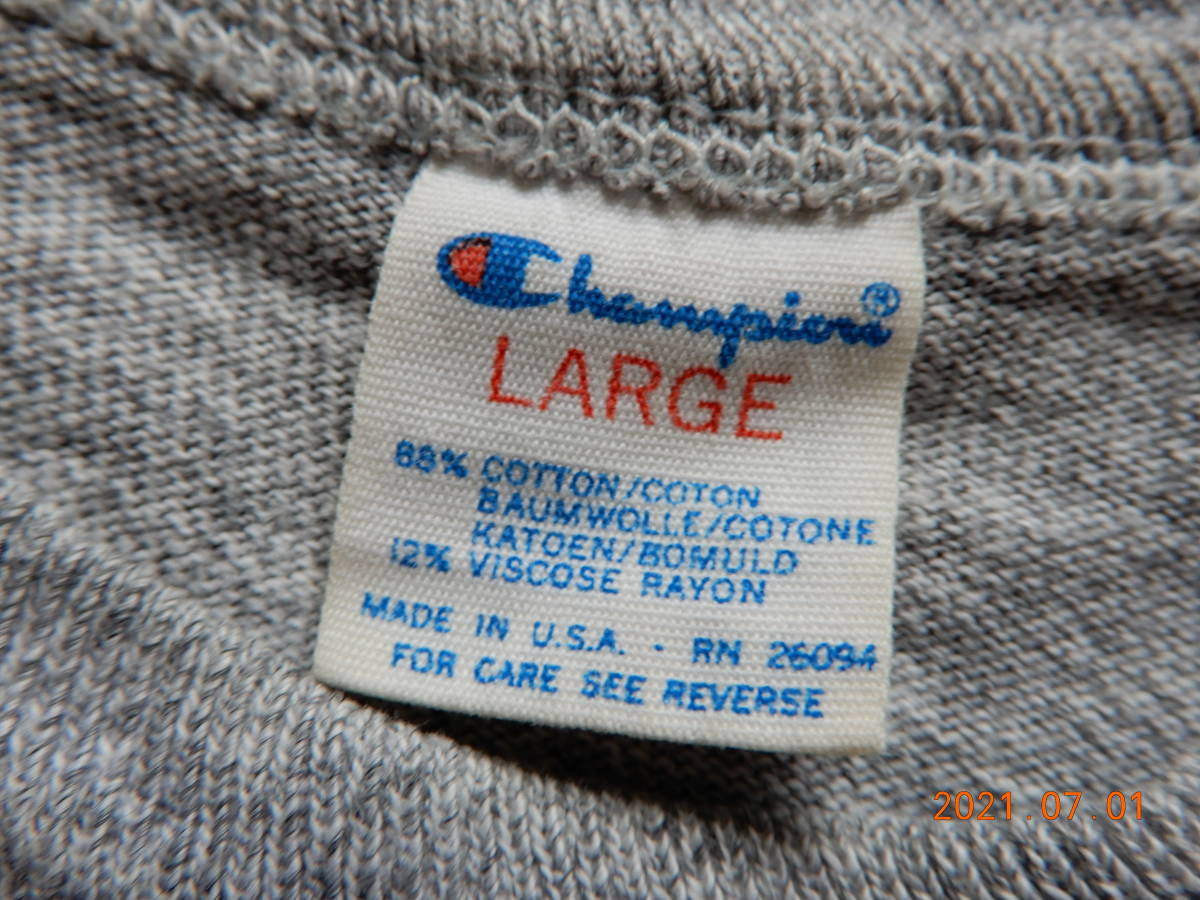 Champion®
LARGE
88% COTTON/COTON
BAUMWOLLE/COTONE
KATOEN/BOMULD
12% VISCOSE RAYON
MADE IN U.S.A. - RN 26094
FOR CARE SEE REVERSE
2021.07.01